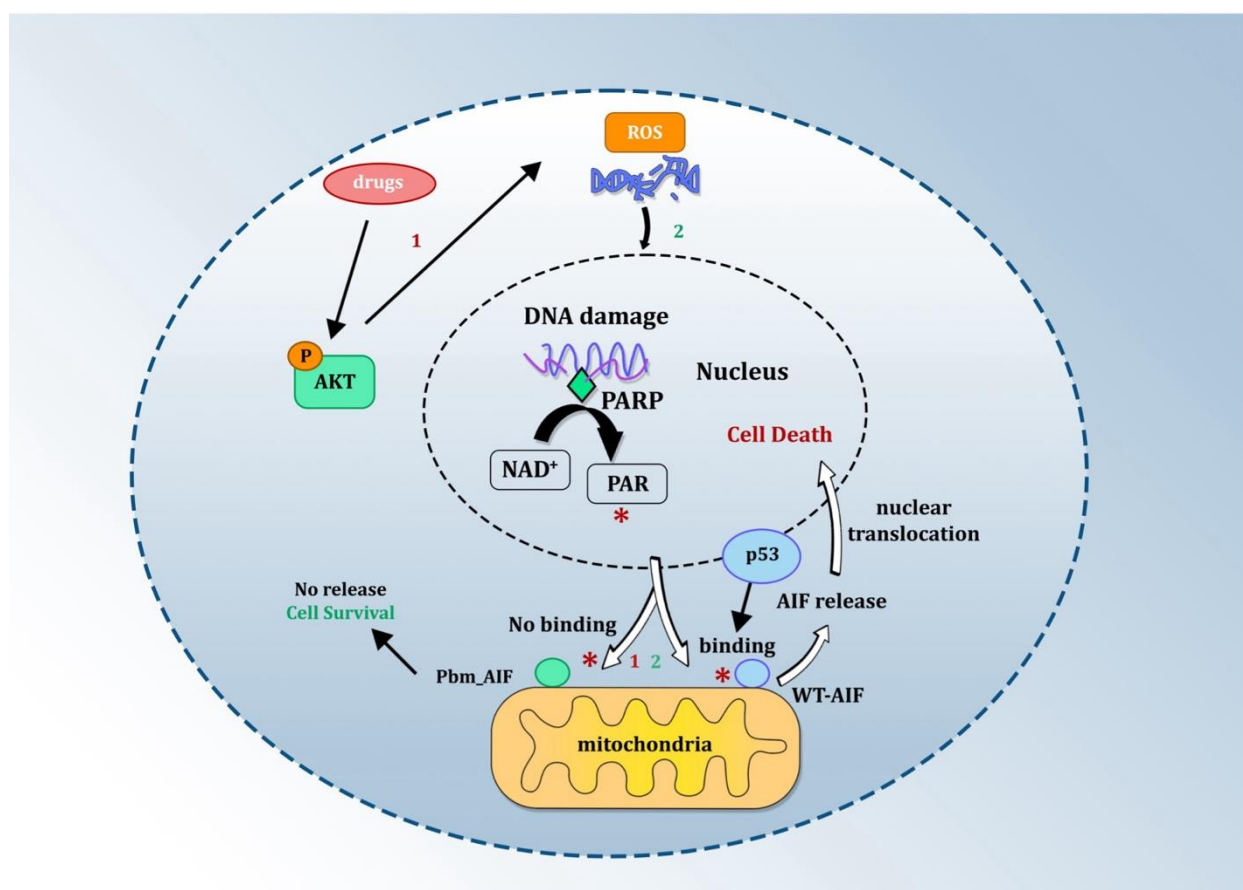 ROS
drugs
1
2
P
AKT
DNA damage
Nucleus
PARP
Cell Death
NAD⁺
PAR
*
nuclear
translocation
p53
No release
Cell Survival
AIF release
No binding
binding
* 1 2
*
Pbm_AIF
WT-AIF
mitochondria